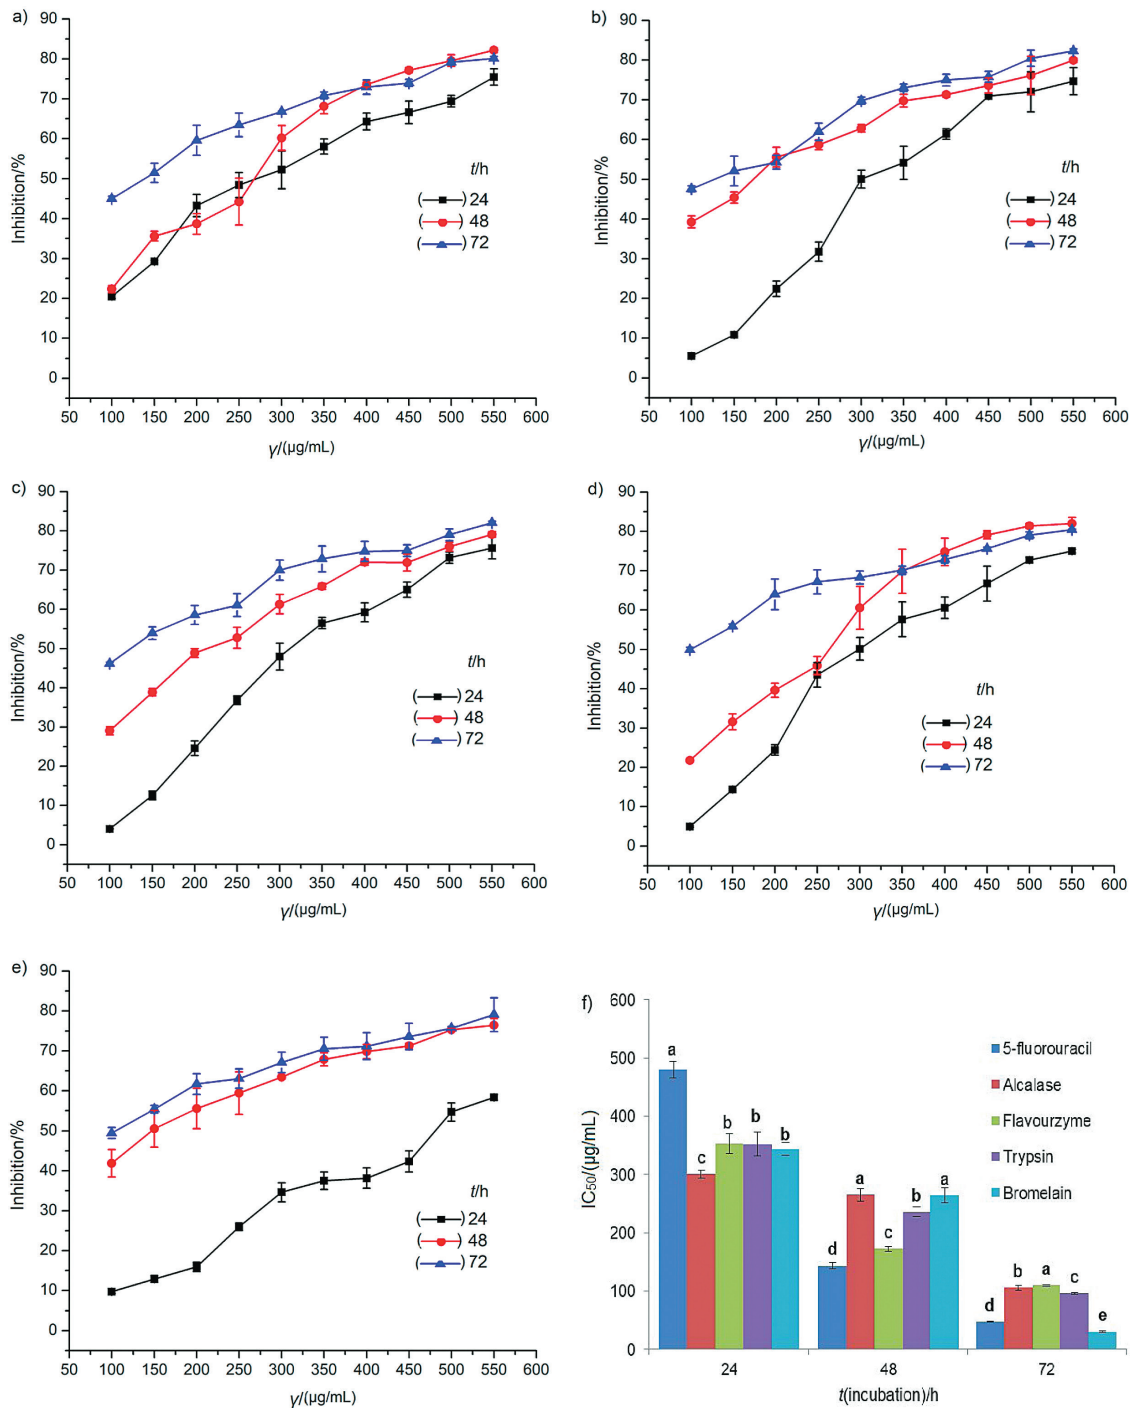 a)
90
80
70
60
50
40
30
20
10
0
Inhibition/%
t/h
( ) 24
( ) 48
( ) 72
50 100 150 200 250 300 350 400 450 500 550 600
γ/(µg/mL)
b)
90
80
70
60
50
40
30
20
10
0
Inhibition/%
t/h
( ) 24
( ) 48
( ) 72
50 100 150 200 250 300 350 400 450 500 550 600
γ/(µg/mL)
c)
90
80
70
60
50
40
30
20
10
0
Inhibition/%
t/h
( ) 24
( ) 48
( ) 72
50 100 150 200 250 300 350 400 450 500 550 600
γ/(µg/mL)
d)
90
80
70
60
50
40
30
20
10
0
Inhibition/%
t/h
( ) 24
( ) 48
( ) 72
50 100 150 200 250 300 350 400 450 500 550 600
γ/(µg/mL)
e)
90
80
70
60
50
40
30
20
10
0
Inhibition/%
t/h
( ) 24
( ) 48
( ) 72
50 100 150 200 250 300 350 400 450 500 550 600
γ/(µg/mL)
f)
600
500
400
300
200
100
0
IC50/(µg/mL)
a c b b b
d a c b a
d b a c e
5-fluorouracil
Alcalase
Flavourzyme
Trypsin
Bromelain
24 48 72
t(incubation)/h